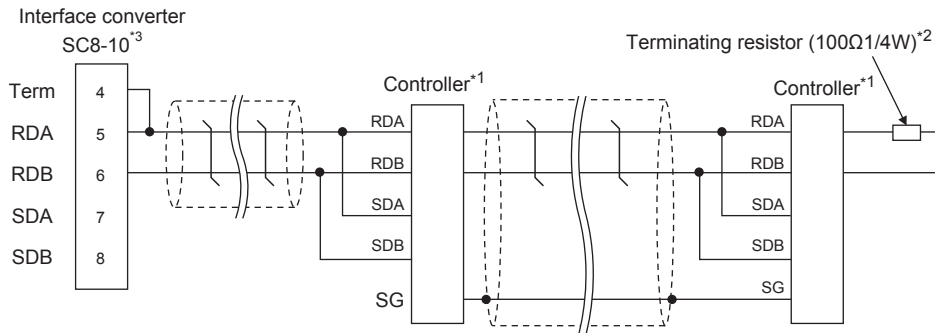 Interface converter
SC8-10*3
Terminating resistor (100Ω1/4W)*2
Controller*1
Controller*1
Term 4
RDA 5
RDB 6
SDA 7
SDB 8
RDA
RDB
SDA
SDB
SG
RDA
RDB
SDA
SDB
SG